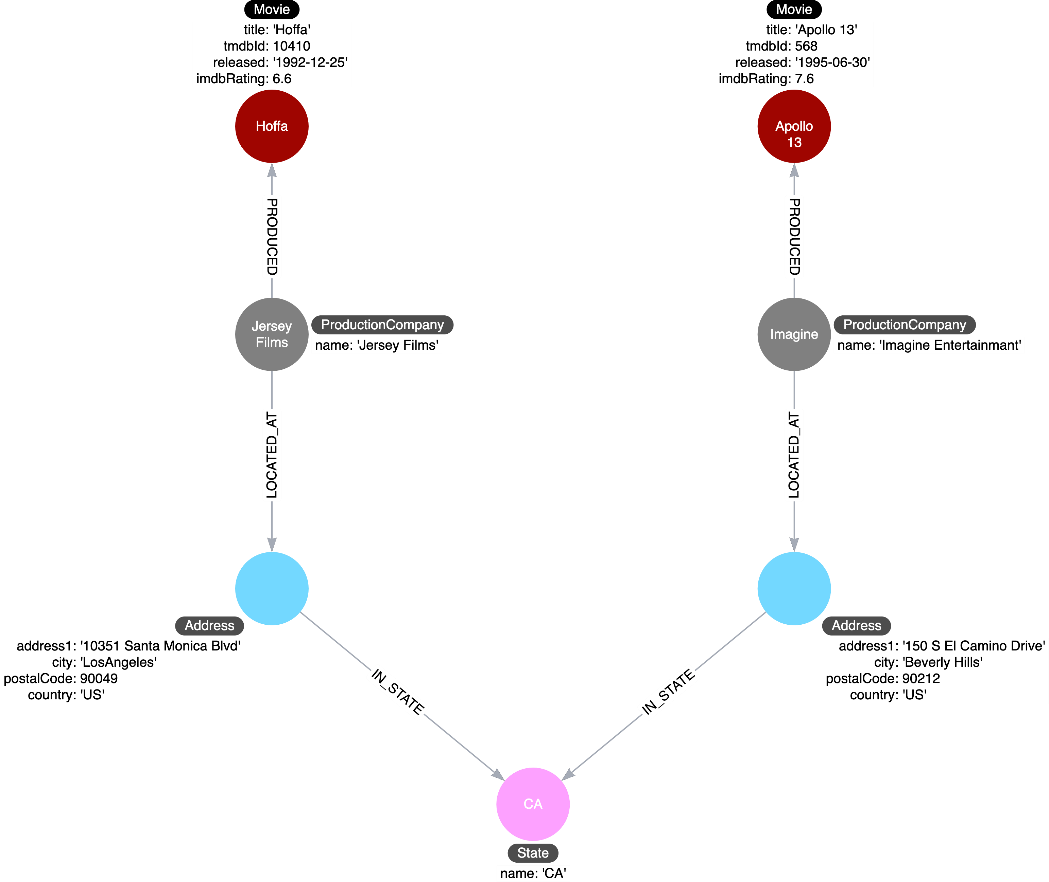 Movie
title: 'Hoffa'
tmdbId: 10410
released: '1992-12-25'
imdbRating: 6.6
Hoffa
PRODUCED
Jersey
Films
ProductionCompany
name: 'Jersey Films'
LOCATED_AT
Address
address1: '10351 Santa Monica Blvd'
city: 'LosAngeles'
postalCode: 90049
country: 'US'
IN_STATE
Movie
title: 'Apollo 13'
tmdbId: 568
released: '1995-06-30'
imdbRating: 7.6
Apollo
13
PRODUCED
Imagine
ProductionCompany
name: 'Imagine Entertainmant'
LOCATED_AT
Address
address1: '150 S El Camino Drive'
city: 'Beverly Hills'
postalCode: 90212
country: 'US'
IN_STATE
CA
State
name: 'CA'